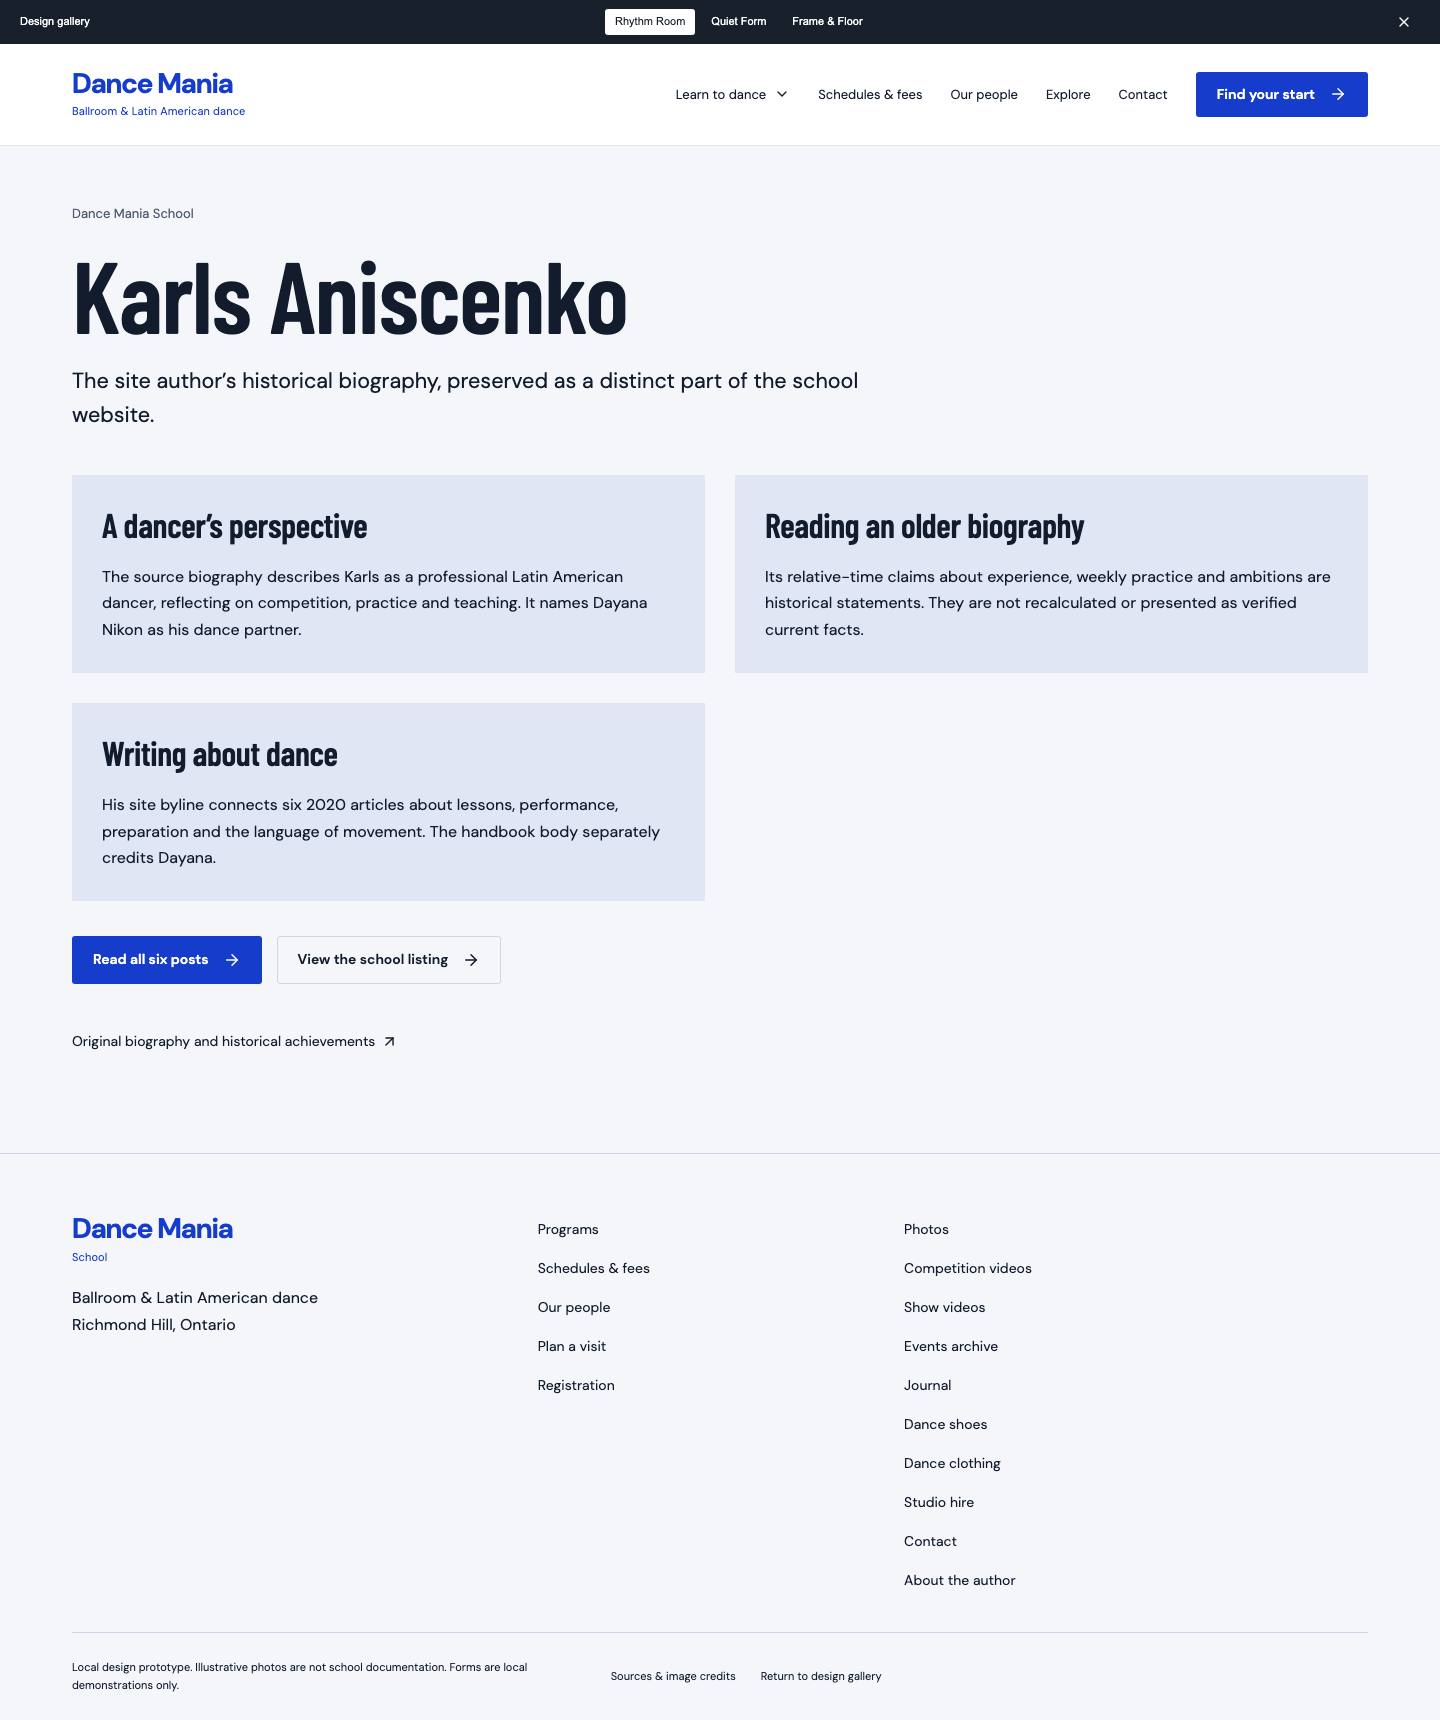 Design gallery
Rhythm Room
Quiet Form
Frame & Floor
Dance Mania
Ballroom & Latin American dance
Learn to dance
Schedules & fees
Our people
Explore
Contact
Find your start
Dance Mania School
Karls Aniscenko
The site author’s historical biography, preserved as a distinct part of the school
website.
A dancer’s perspective
The source biography describes Karls as a professional Latin American
dancer, reflecting on competition, practice and teaching. It names Dayana
Nikon as his dance partner.
Reading an older biography
Its relative-time claims about experience, weekly practice and ambitions are
historical statements. They are not recalculated or presented as verified
current facts.
Writing about dance
His site byline connects six 2020 articles about lessons, performance,
preparation and the language of movement. The handbook body separately
credits Dayana.
Read all six posts
View the school listing
Original biography and historical achievements
Dance Mania
School
Ballroom & Latin American dance
Richmond Hill, Ontario
Programs
Schedules & fees
Our people
Plan a visit
Registration
Photos
Competition videos
Show videos
Events archive
Journal
Dance shoes
Dance clothing
Studio hire
Contact
About the author
Local design prototype. Illustrative photos are not school documentation. Forms are local
demonstrations only.
Sources & image credits
Return to design gallery